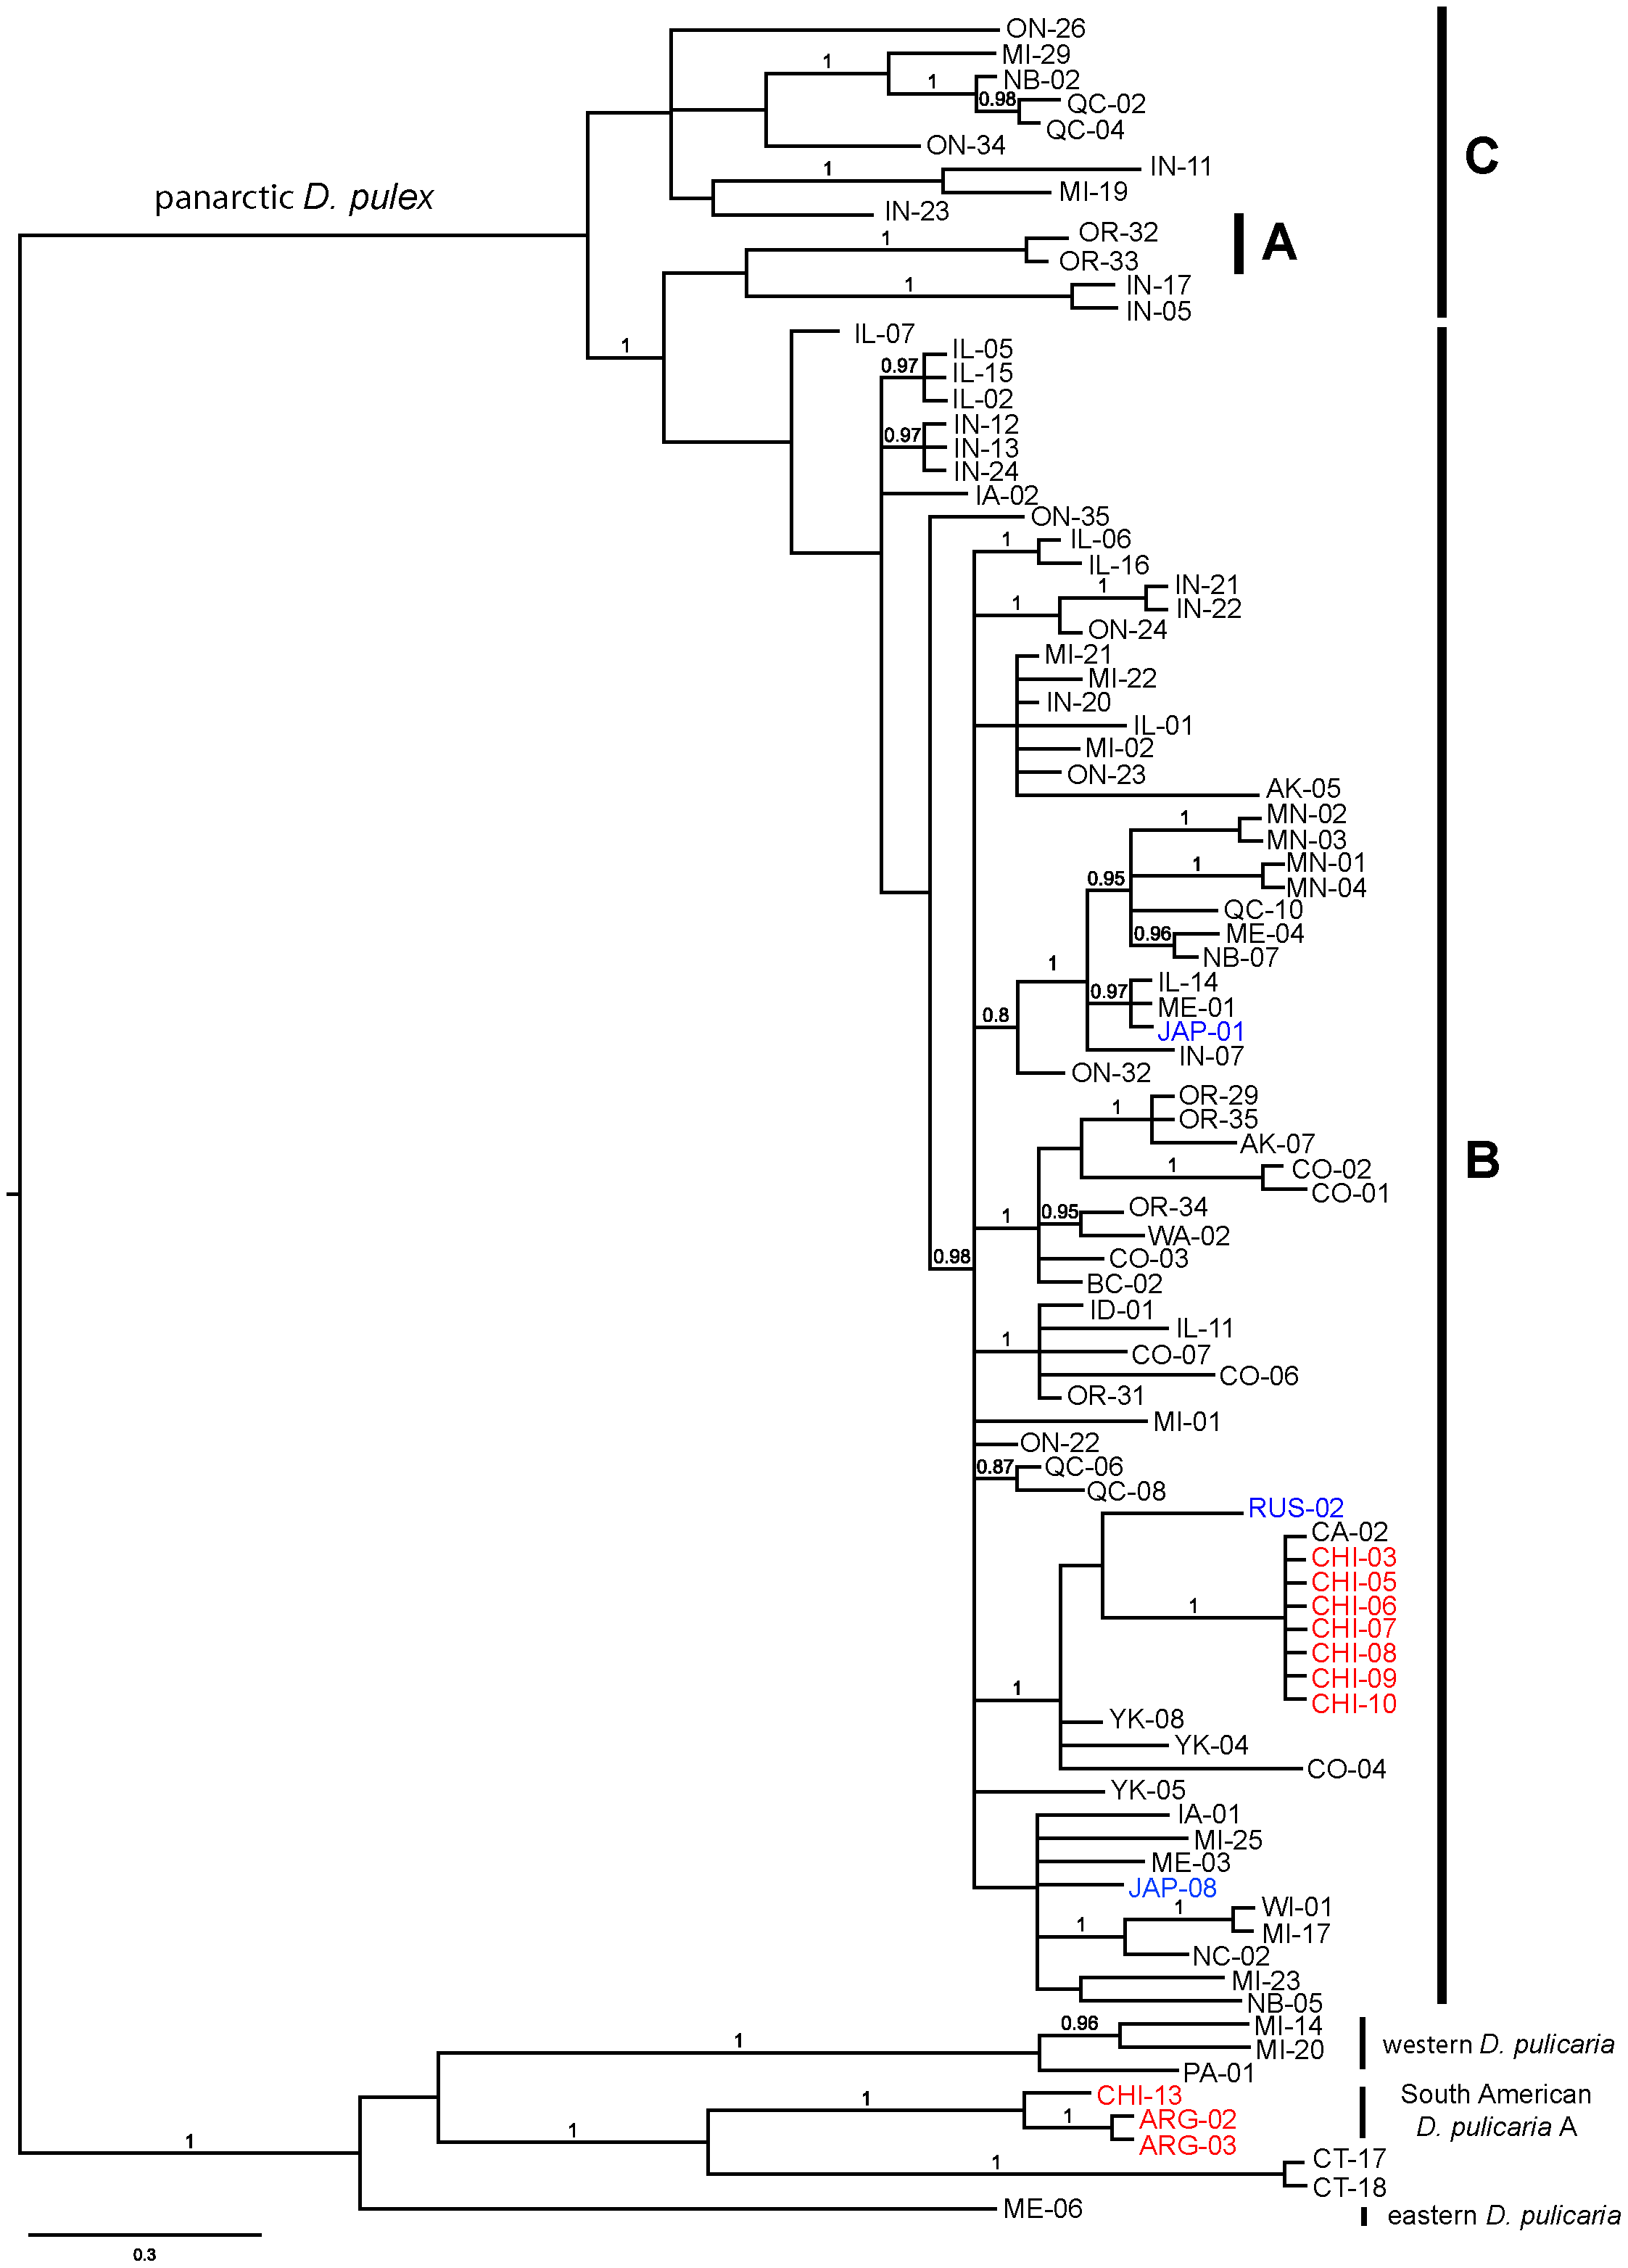 ON-26
1
MI-29
1
NB-02
0.98
QC-02
QC-04
ON-34
C
1
IN-11
MI-19
panarctic D. pulex
IN-23
1
OR-32
OR-33
A
1
IN-17
IN-05
1
IL-07
IL-05
0.97
IL-15
IL-02
IN-12
0.97
IN-13
IN-24
IA-02
ON-35
1
IL-06
IL-16
1
IN-21
1
IN-22
ON-24
MI-21
MI-22
IN-20
IL-01
MI-02
ON-23
AK-05
1
MN-02
MN-03
1
MN-01
0.95
MN-04
QC-10
0.96
ME-04
NB-07
1
IL-14
0.97
ME-01
0.8
JAP-01
IN-07
ON-32
1
OR-29
OR-35
AK-07
B
1
CO-02
CO-01
1
0.95
OR-34
WA-02
0.98
CO-03
BC-02
ID-01
1
IL-11
CO-07
CO-06
OR-31
MI-01
ON-22
0.87
QC-06
QC-08
RUS-02
CA-02
CHI-03
CHI-05
1
CHI-06
CHI-07
CHI-08
CHI-09
1
CHI-10
YK-08
YK-04
CO-04
YK-05
IA-01
MI-25
ME-03
JAP-08
1
WI-01
1
MI-17
NC-02
MI-23
NB-05
0.96
MI-14
1
MI-20
western D. pulicaria
PA-01
1
CHI-13
South American
1
ARG-02
D. pulicaria A
1
1
ARG-03
1
CT-17
CT-18
ME-06
eastern D. pulicaria
0.3